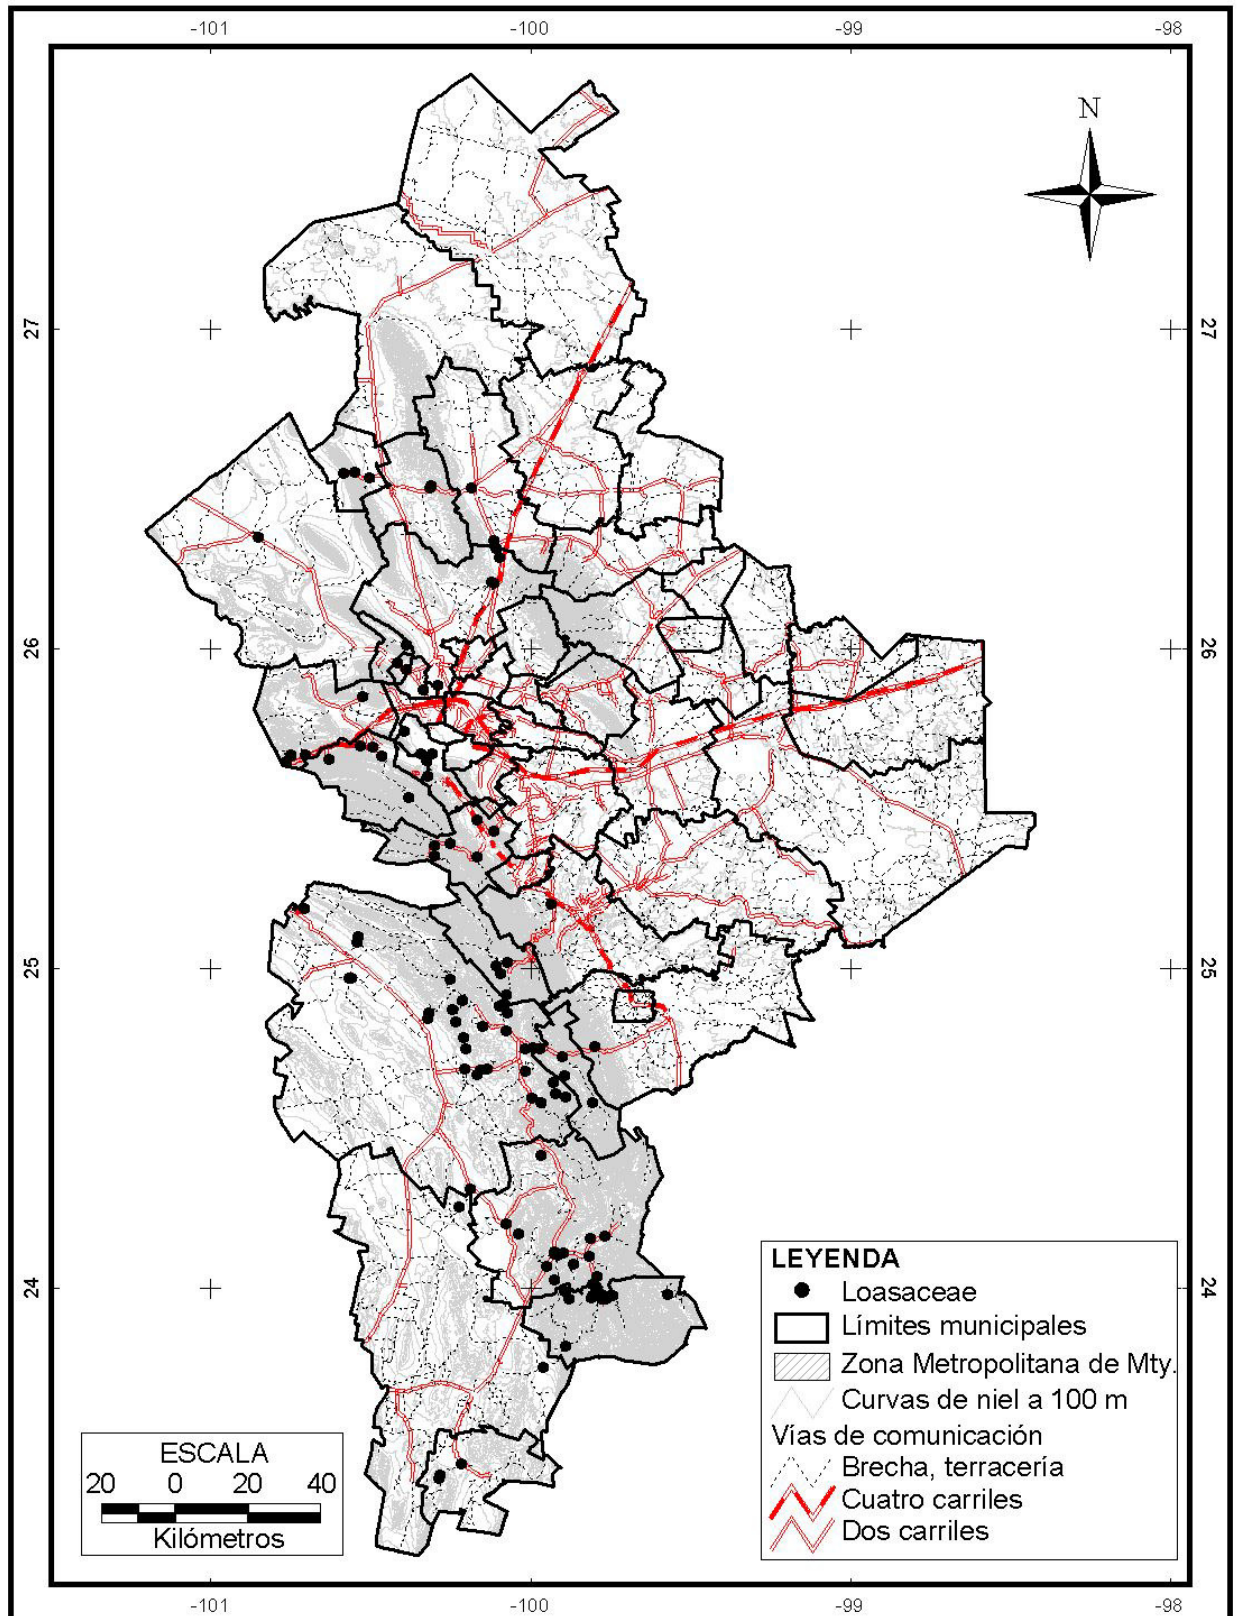 -101 -100 -99 -98
N
27 27
26 26
25 25
24 24
LEYENDA
Loasaceae
Límites municipales
Zona Metropolitana de Mty.
Curvas de niel a 100 m
Vías de comunicación
Brecha, terracería
Cuatro carriles
Dos carriles
ESCALA
20 0 20 40
Kilómetros
-101 -100 -99 -98